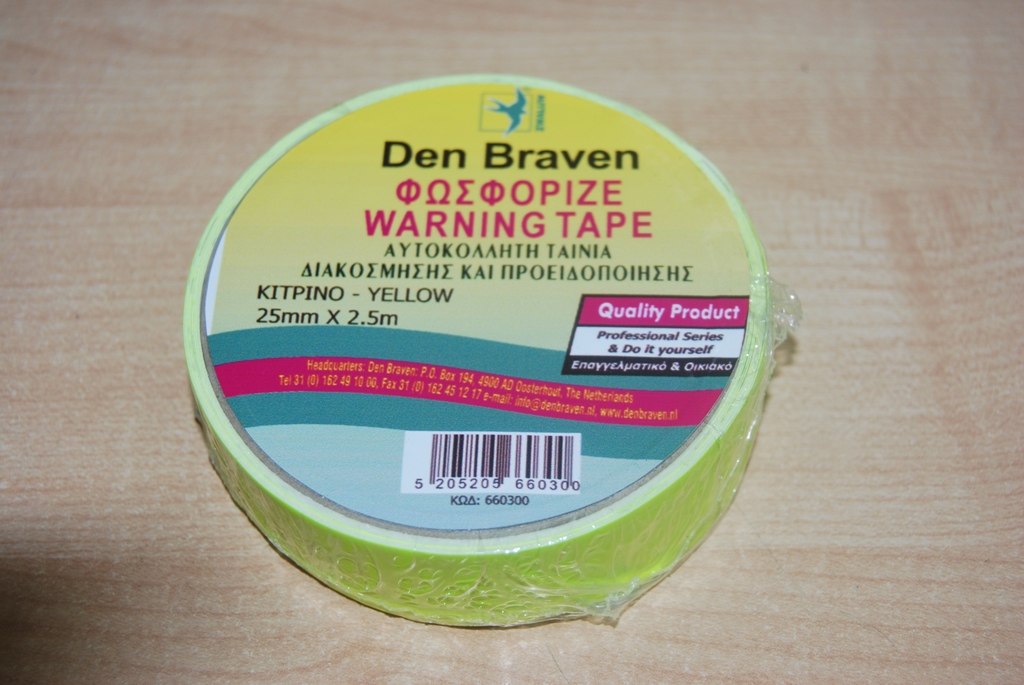 Den Braven
ΦΩΣΦΟΡΙΖΕ
WARNING TAPE
ΑΥΤΟΚΟΛΛΗΤΗ ΤΑΙΝΙΑ
ΔΙΑΚΟΣΜΗΣΗΣ ΚΑΙ ΠΡΟΕΙΔΟΠΟΙΗΣΗΣ
ΚΙΤΡΙΝΟ - YELLOW
25mm X 2.5m
Quality Product
Professional Series
& Do it yourself
Επαγγελματικό & Οικιακό
Headcuarters: Den Braven: P.O. Box 194, 4900 AD Oosterhout, The Netherlands
Tel 31 (0) 162 49 10 00, Fax 31 (0) 162 45 12 17 e-mail: info@denbraven.nl, www.denbraven.nl
5 205205 660300
ΚΩΔ: 660300